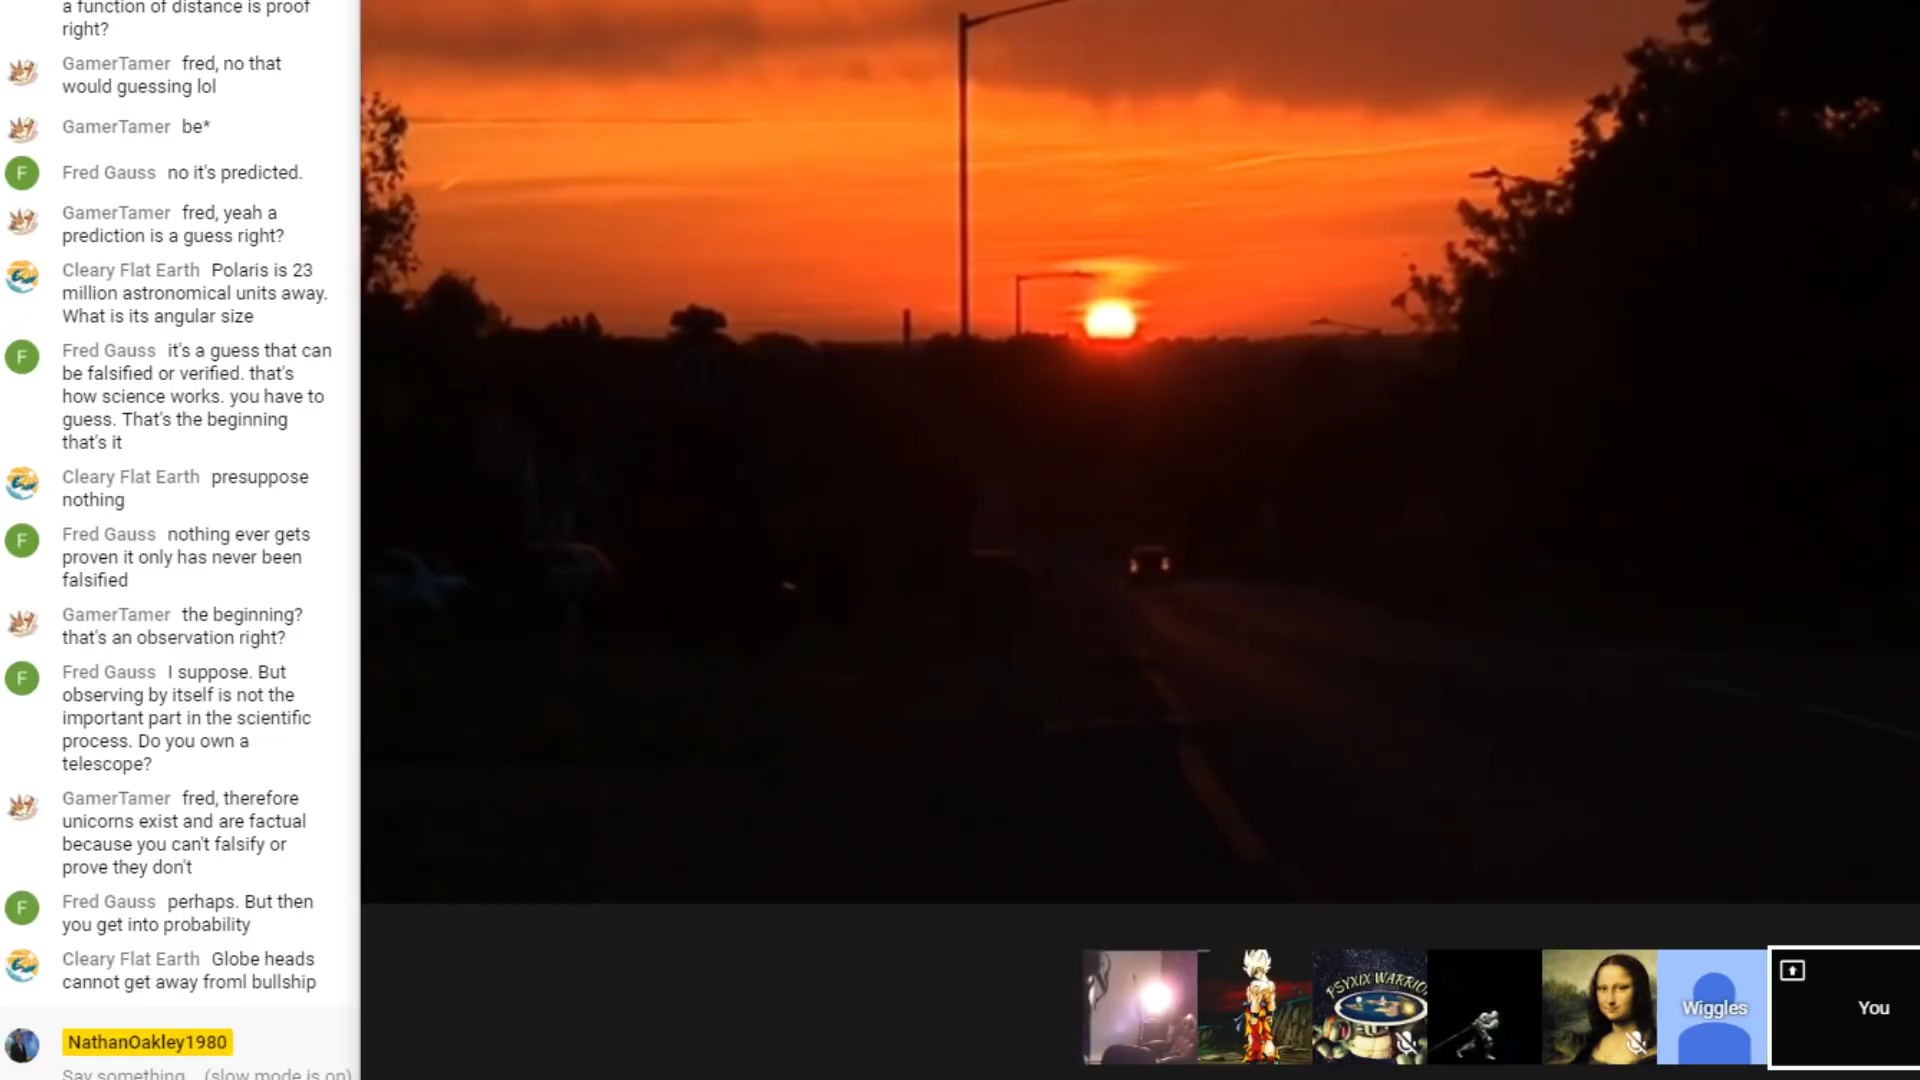 a function of distance is proof
right?
GamerTamer fred, no that
would guessing lol
GamerTamer be*
F
Fred Gauss no it's predicted.
GamerTamer fred, yeah a
prediction is a guess right?
Cleary Flat Earth Polaris is 23
million astronomical units away.
What is its angular size
F
Fred Gauss it's a guess that can
be falsified or verified. that's
how science works. you have to
guess. That's the beginning
that's it
Cleary Flat Earth presuppose
nothing
F
Fred Gauss nothing ever gets
proven it only has never been
falsified
GamerTamer the beginning?
that's an observation right?
F
Fred Gauss I suppose. But
observing by itself is not the
important part in the scientific
process. Do you own a
telescope?
GamerTamer fred, therefore
unicorns exist and are factual
because you can't falsify or
prove they don't
F
Fred Gauss perhaps. But then
you get into probability
Cleary Flat Earth Globe heads
cannot get away froml bullship
NathanOakley1980
Say something... (slow mode is on)
PSYXIX WARRIO
Wiggles
You